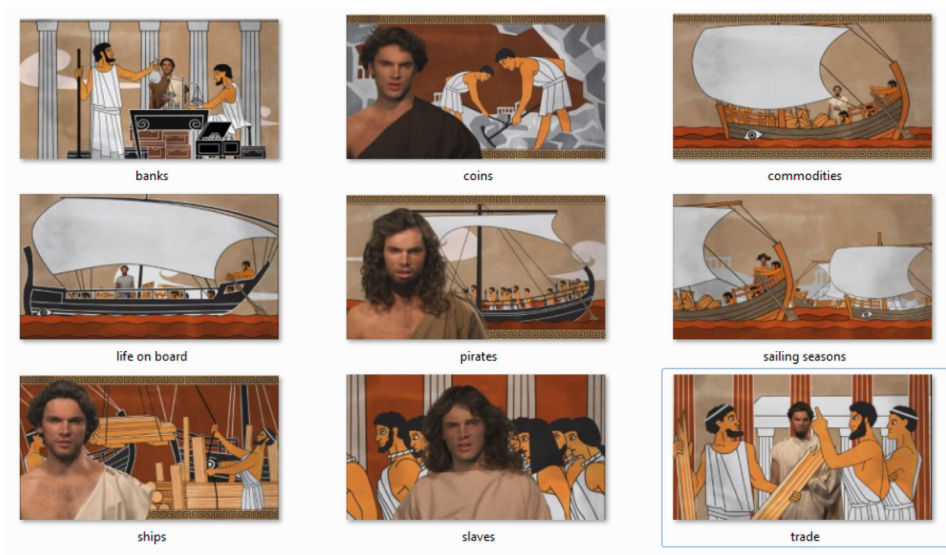 banks
coins
commodities
life on board
pirates
sailing seasons
ships
slaves
trade